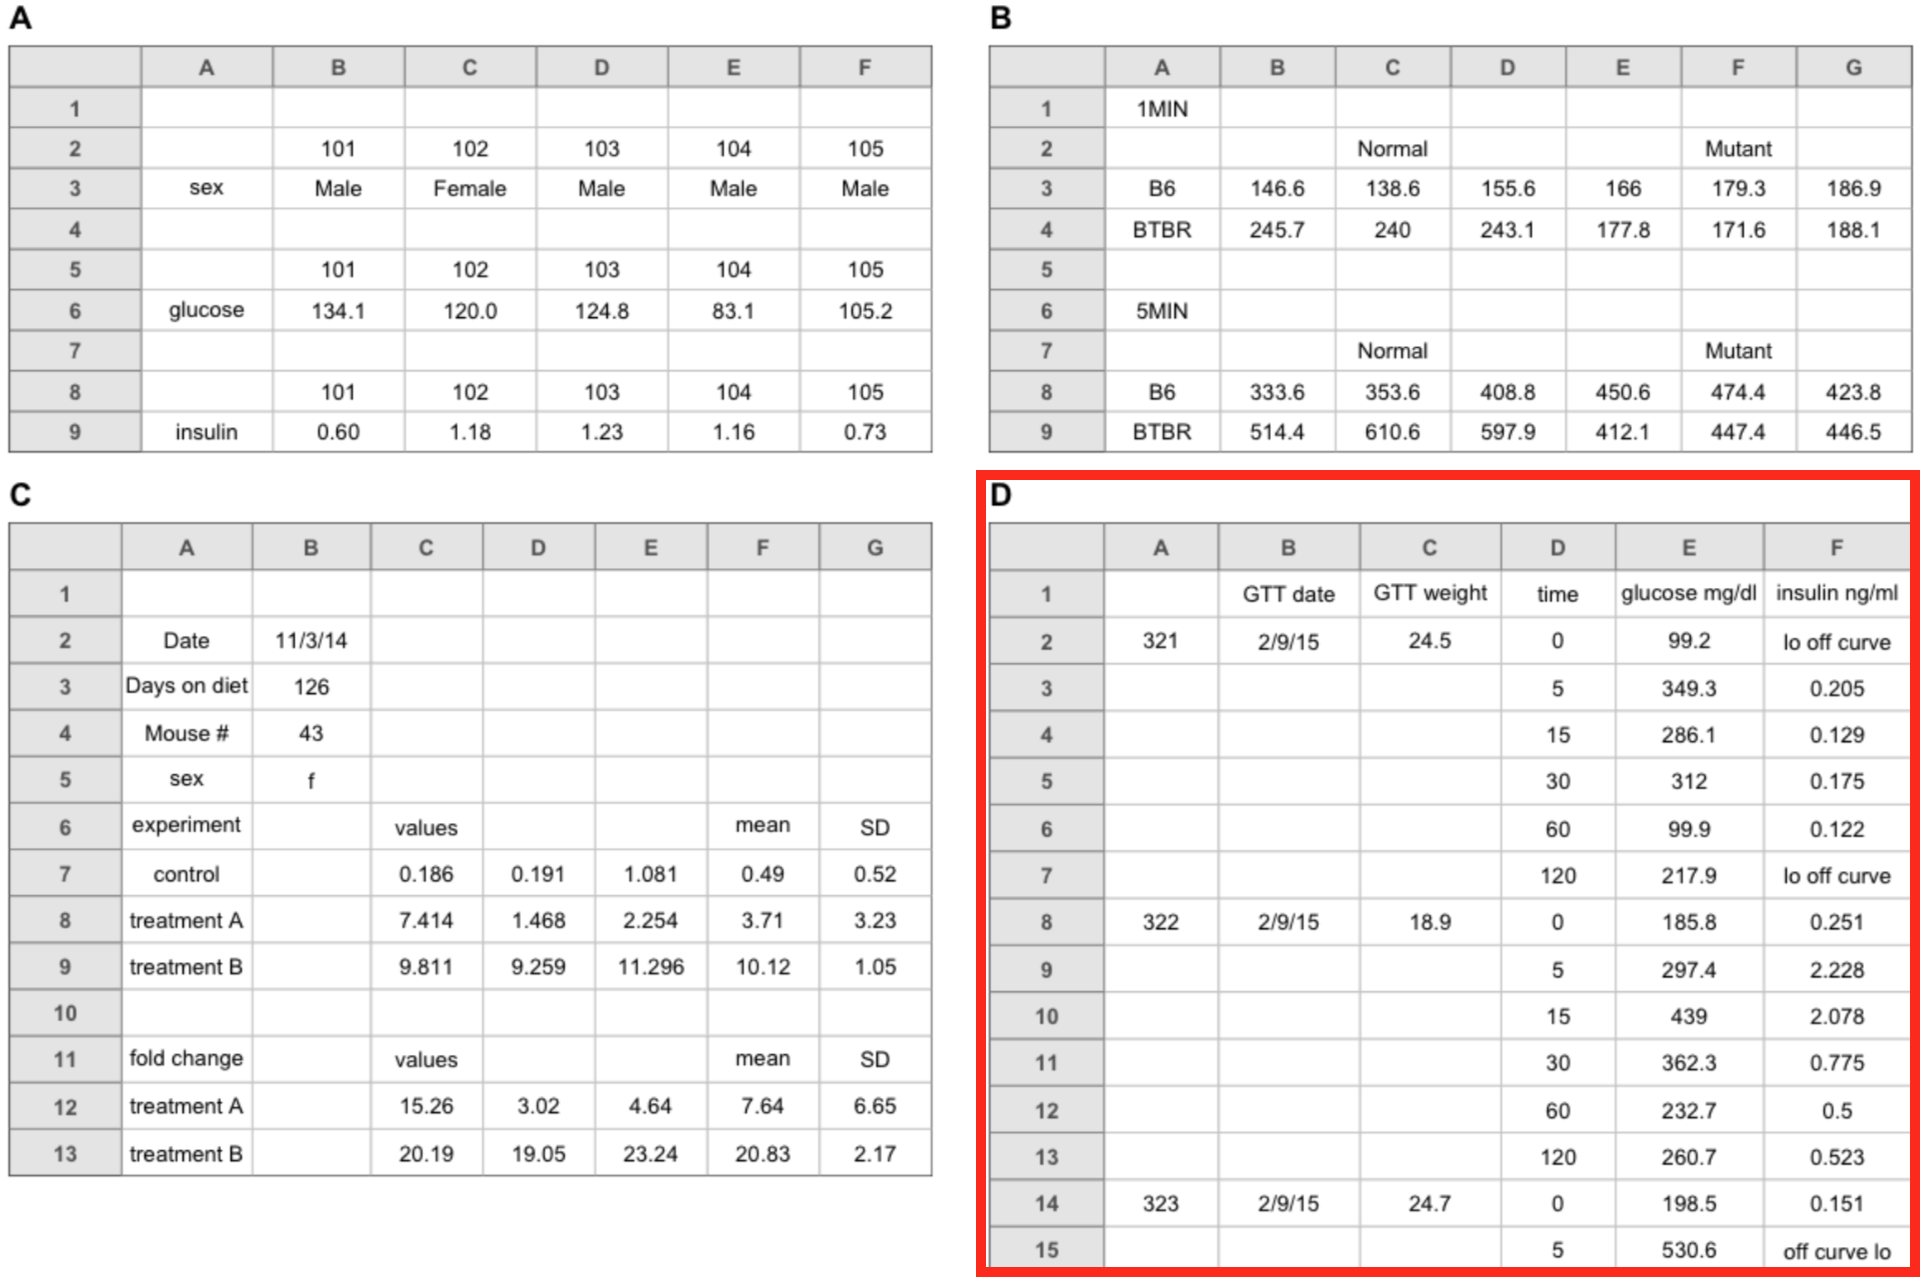 A
A B C D E F
1
2 101 102 103 104 105
3 sex Male Female Male Male Male
4
5 101 102 103 104 105
6 glucose 134.1 120.0 124.8 83.1 105.2
7
8 101 102 103 104 105
9 insulin 0.60 1.18 1.23 1.16 0.73
B
A B C D E F G
1 1MIN
2 Normal Mutant
3 B6 146.6 138.6 155.6 166 179.3 186.9
4 BTBR 245.7 240 243.1 177.8 171.6 188.1
5
6 5MIN
7 Normal Mutant
8 B6 333.6 353.6 408.8 450.6 474.4 423.8
9 BTBR 514.4 610.6 597.9 412.1 447.4 446.5
C
A B C D E F G
1
2 Date 11/3/14
3 Days on diet 126
4 Mouse # 43
5 sex f
6 experiment values mean SD
7 control 0.186 0.191 1.081 0.49 0.52
8 treatment A 7.414 1.468 2.254 3.71 3.23
9 treatment B 9.811 9.259 11.296 10.12 1.05
10
11 fold change values mean SD
12 treatment A 15.26 3.02 4.64 7.64 6.65
13 treatment B 20.19 19.05 23.24 20.83 2.17
D
A B C D E F
1 GTT date GTT weight time glucose mg/dl insulin ng/ml
2 321 2/9/15 24.5 0 99.2 lo off curve
3 5 349.3 0.205
4 15 286.1 0.129
5 30 312 0.175
6 60 99.9 0.122
7 120 217.9 lo off curve
8 322 2/9/15 18.9 0 185.8 0.251
9 5 297.4 2.228
10 15 439 2.078
11 30 362.3 0.775
12 60 232.7 0.5
13 120 260.7 0.523
14 323 2/9/15 24.7 0 198.5 0.151
15 5 530.6 off curve lo